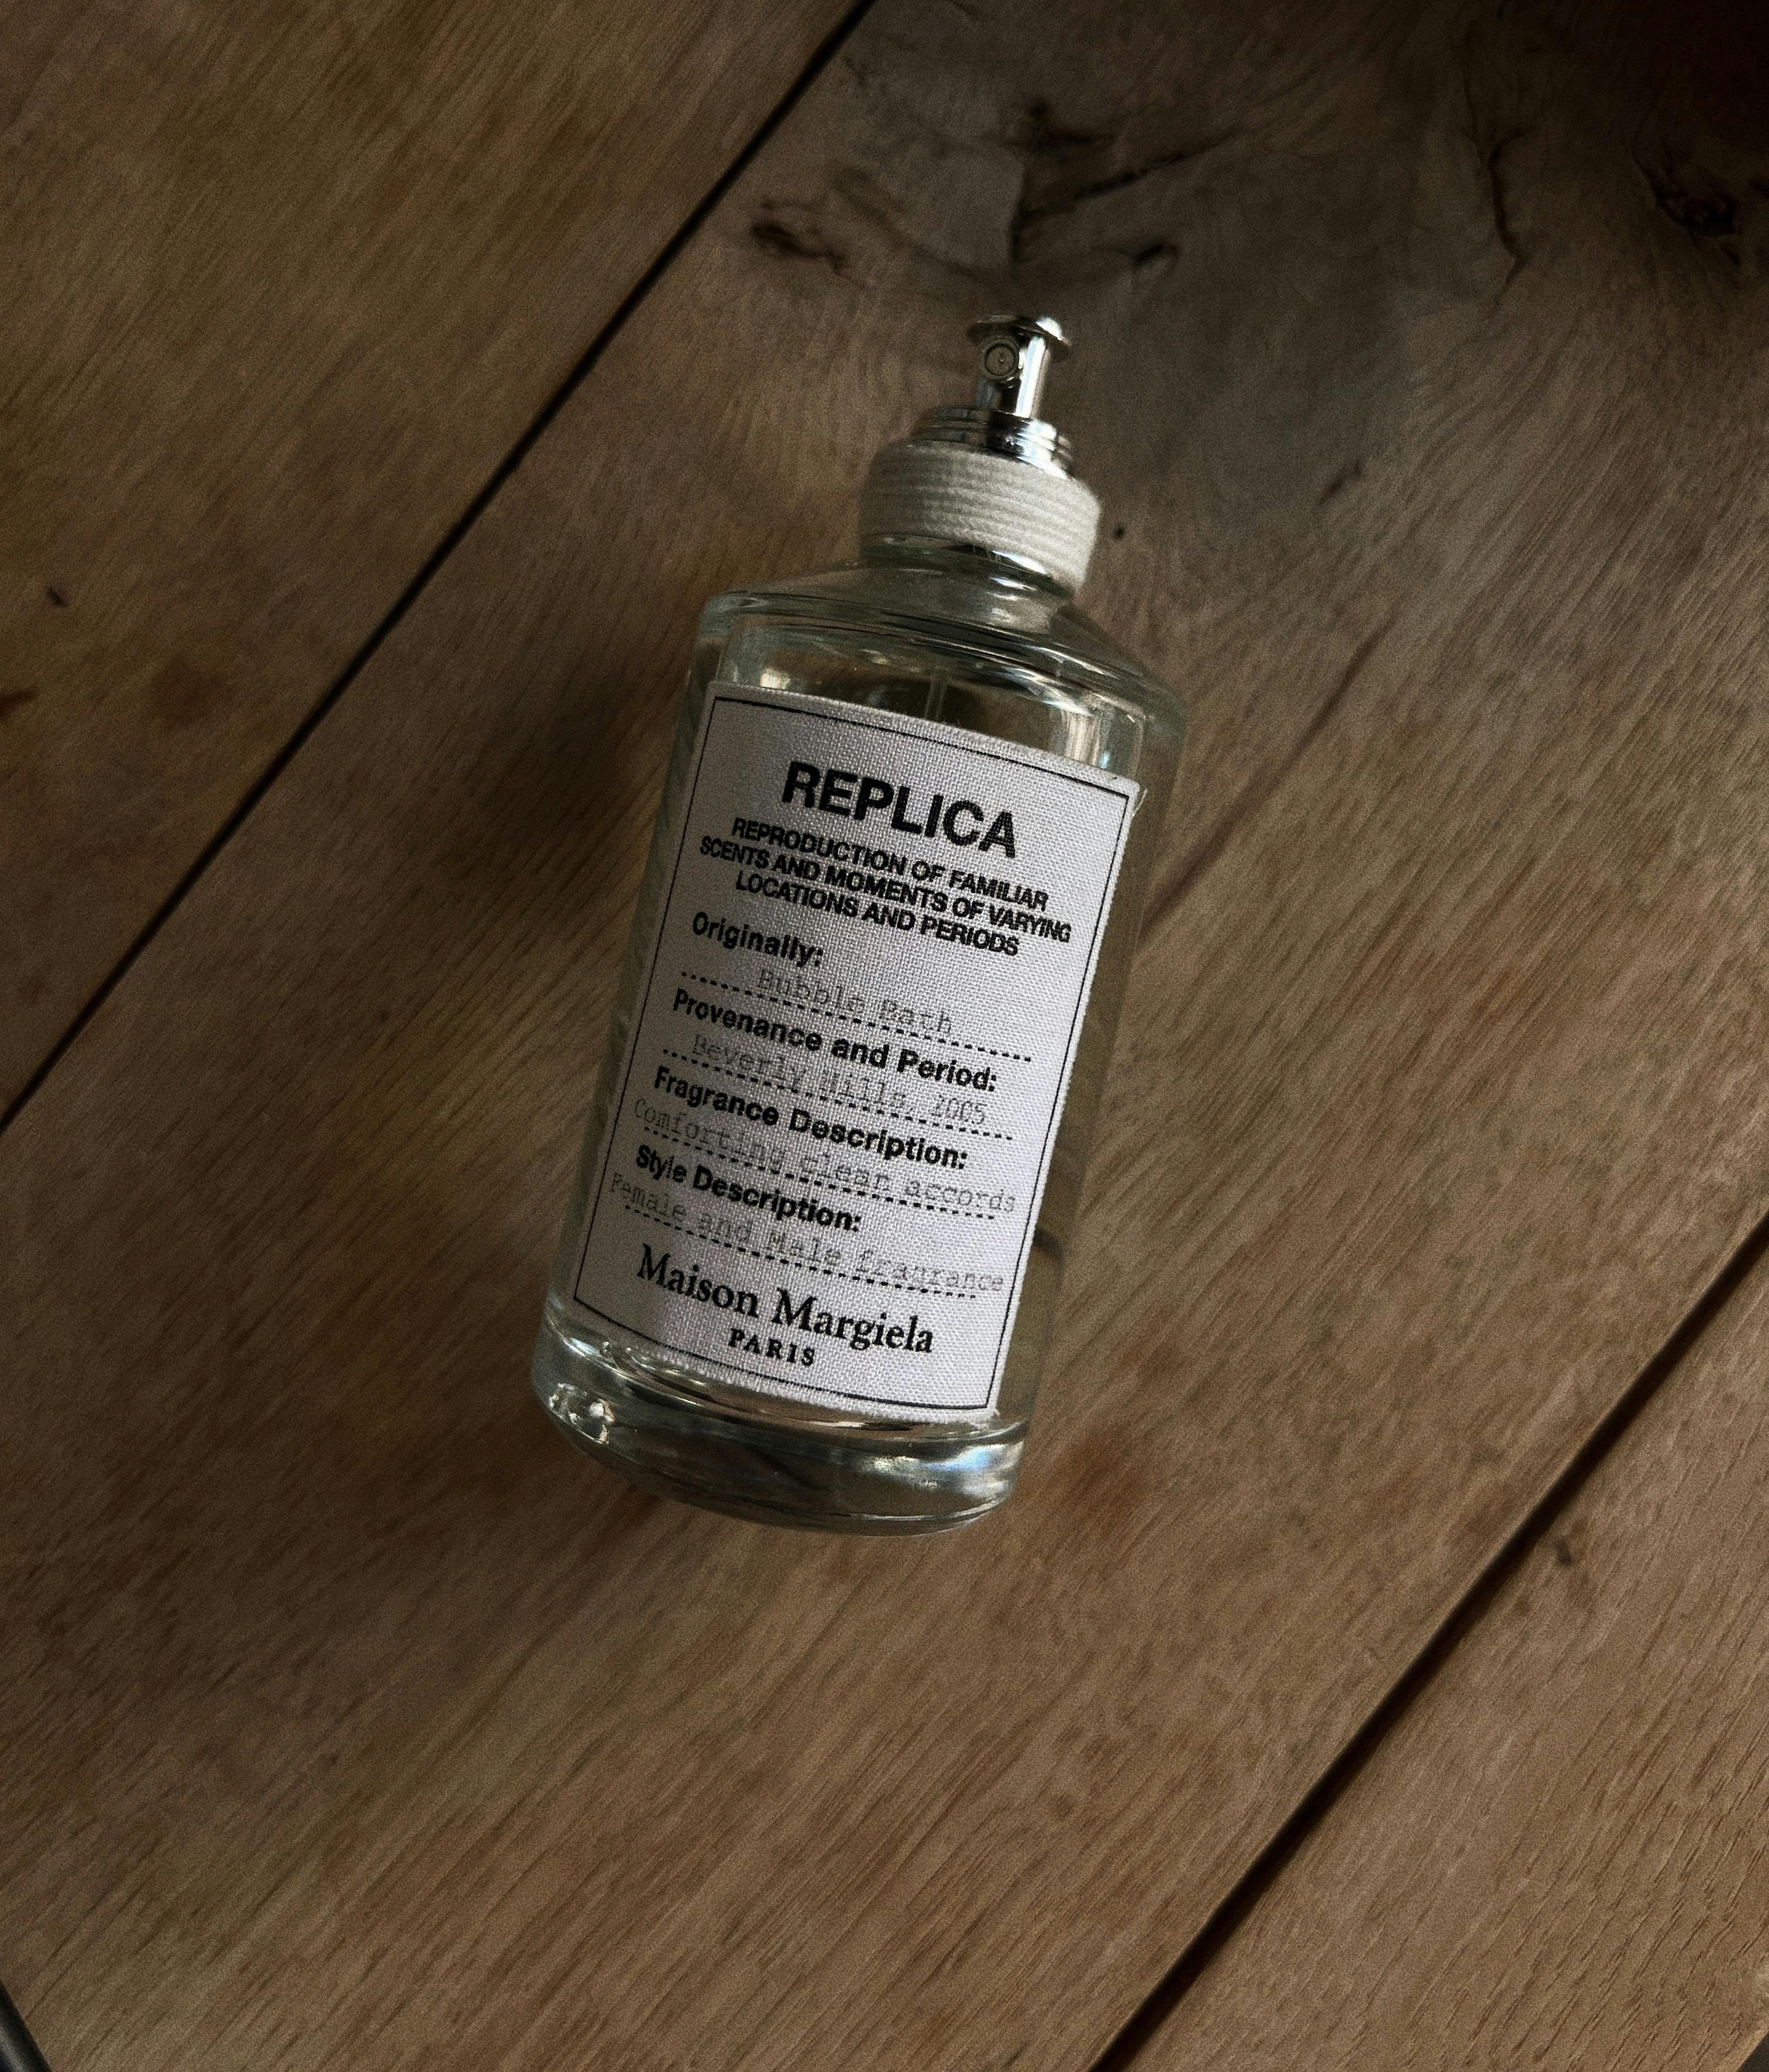 REPLICA
REPRODUCTION OF FAMILIAR
SCENTS AND MOMENTS OF VARYING
LOCATIONS AND PERIODS
Originally:
Bubble Bath
Provenance and Period:
Beverly Hills, 2005
Fragrance Description:
Comforting clear accords
Style Description:
Female and Male fragrance
Maison Margiela
PARIS